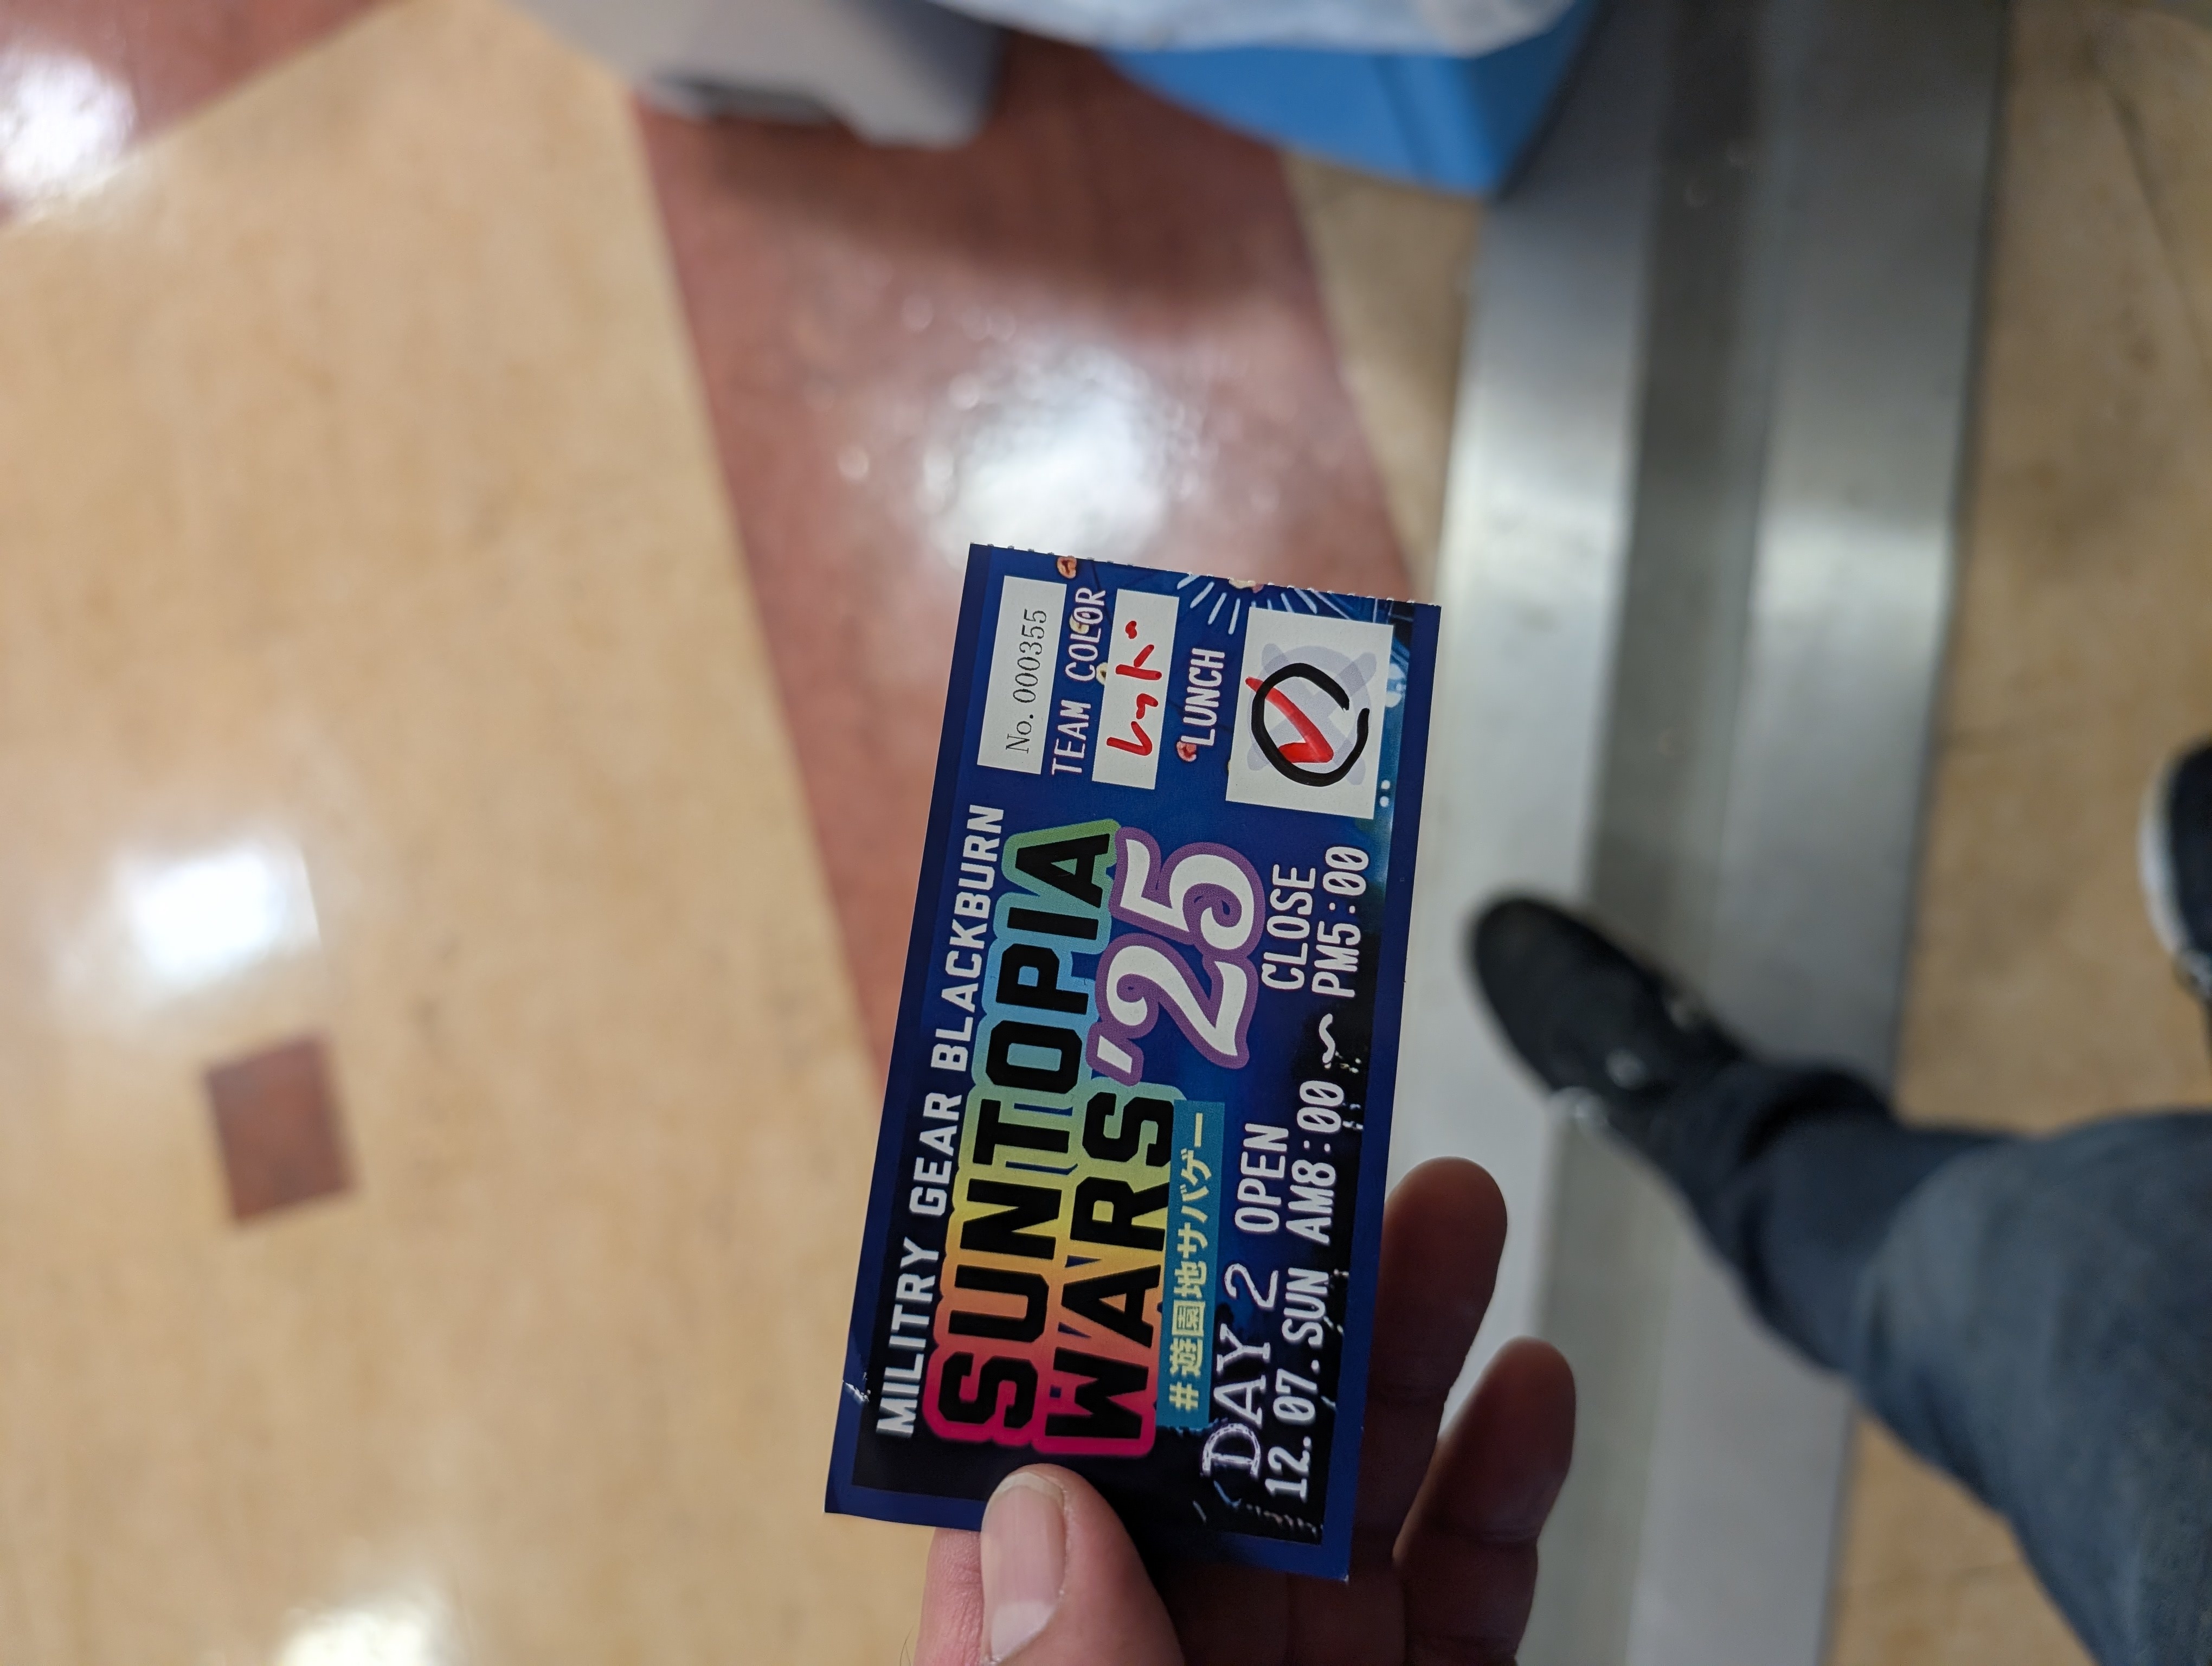 MILITRY GEAR BLACKBURN
SUNTOPIA
WARS '25
#遊園地サバゲー
DAY 2
12.07.SUN
OPEN
AM8:00 ~
CLOSE
PM5:00
No. 000355
TEAM COLOR
レッド
LUNCH